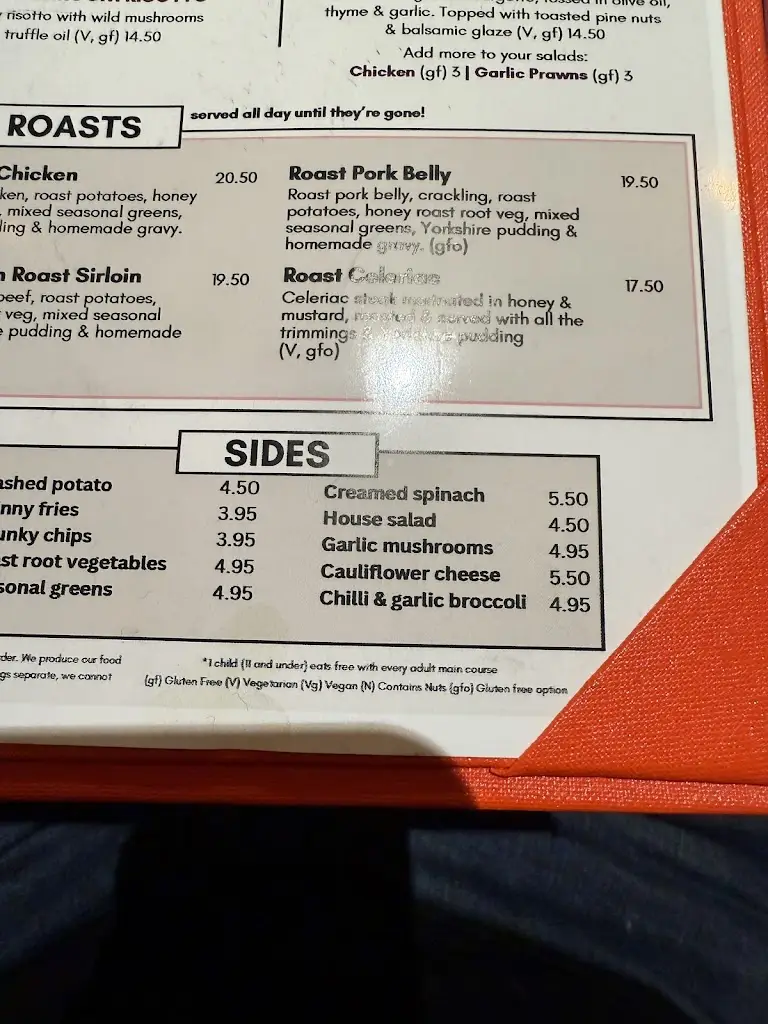 risotto with wild mushrooms
truffle oil (V, gf) 14.50
thyme & garlic. Topped with toasted pine nuts
& balsamic glaze (V, gf) 14.50
Add more to your salads:
Chicken (gf) 3 | Garlic Prawns (gf) 3
ROASTS
served all day until they're gone!
Chicken 20.50
ken, roast potatoes, honey
, mixed seasonal greens,
ling & homemade gravy.
Roast Sirloin 19.50
beef, roast potatoes,
veg, mixed seasonal
pudding & homemade
Roast Pork Belly 19.50
Roast pork belly, crackling, roast
potatoes, honey roast root veg, mixed
seasonal greens, Yorkshire pudding &
homemade gravy. (gfo)
Roast Celeriac 17.50
Celeriac steak marinated in honey &
mustard, roasted & served with all the
trimmings & Yorkshire pudding
(V, gfo)
SIDES
ashed potato 4.50
nny fries 3.95
unky chips 3.95
st root vegetables 4.95
sonal greens 4.95
Creamed spinach 5.50
House salad 4.50
Garlic mushrooms 4.95
Cauliflower cheese 5.50
Chilli & garlic broccoli 4.95
der. We produce our food
gs separate, we cannot
*1 child (11 and under) eats free with every adult main course
(gf) Gluten Free (V) Vegetarian (Vg) Vegan (N) Contains Nuts (gfo) Gluten free option